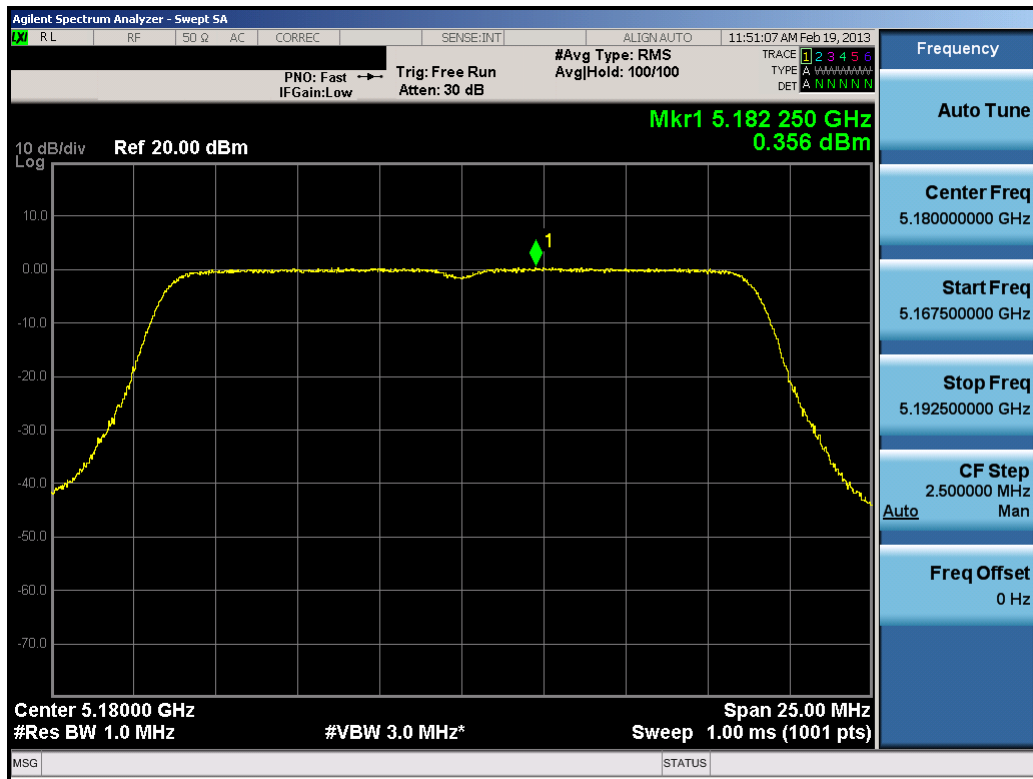 Agilent Spectrum Analyzer - Swept SA
LXI RL RF 50 Ω AC CORREC SENSE:INT ALIGN AUTO 11:51:07 AM Feb 19, 2013
Frequency
#Avg Type: RMS TRACE 1 2 3 4 5 6
PNO: Fast Trig: Free Run Avg|Hold: 100/100 TYPE A WWWWW
IFGain:Low Atten: 30 dB DET A N N N N N
Auto Tune
Mkr1 5.182 250 GHz
0.356 dBm
10 dB/div Ref 20.00 dBm
Log
Center Freq
5.180000000 GHz
10.0
1
0.00
Start Freq
5.167500000 GHz
-10.0
-20.0
Stop Freq
5.192500000 GHz
-30.0
CF Step
2.500000 MHz
Auto Man
-40.0
-50.0
Freq Offset
0 Hz
-60.0
-70.0
Center 5.18000 GHz Span 25.00 MHz
#Res BW 1.0 MHz #VBW 3.0 MHz* Sweep 1.00 ms (1001 pts)
MSG STATUS